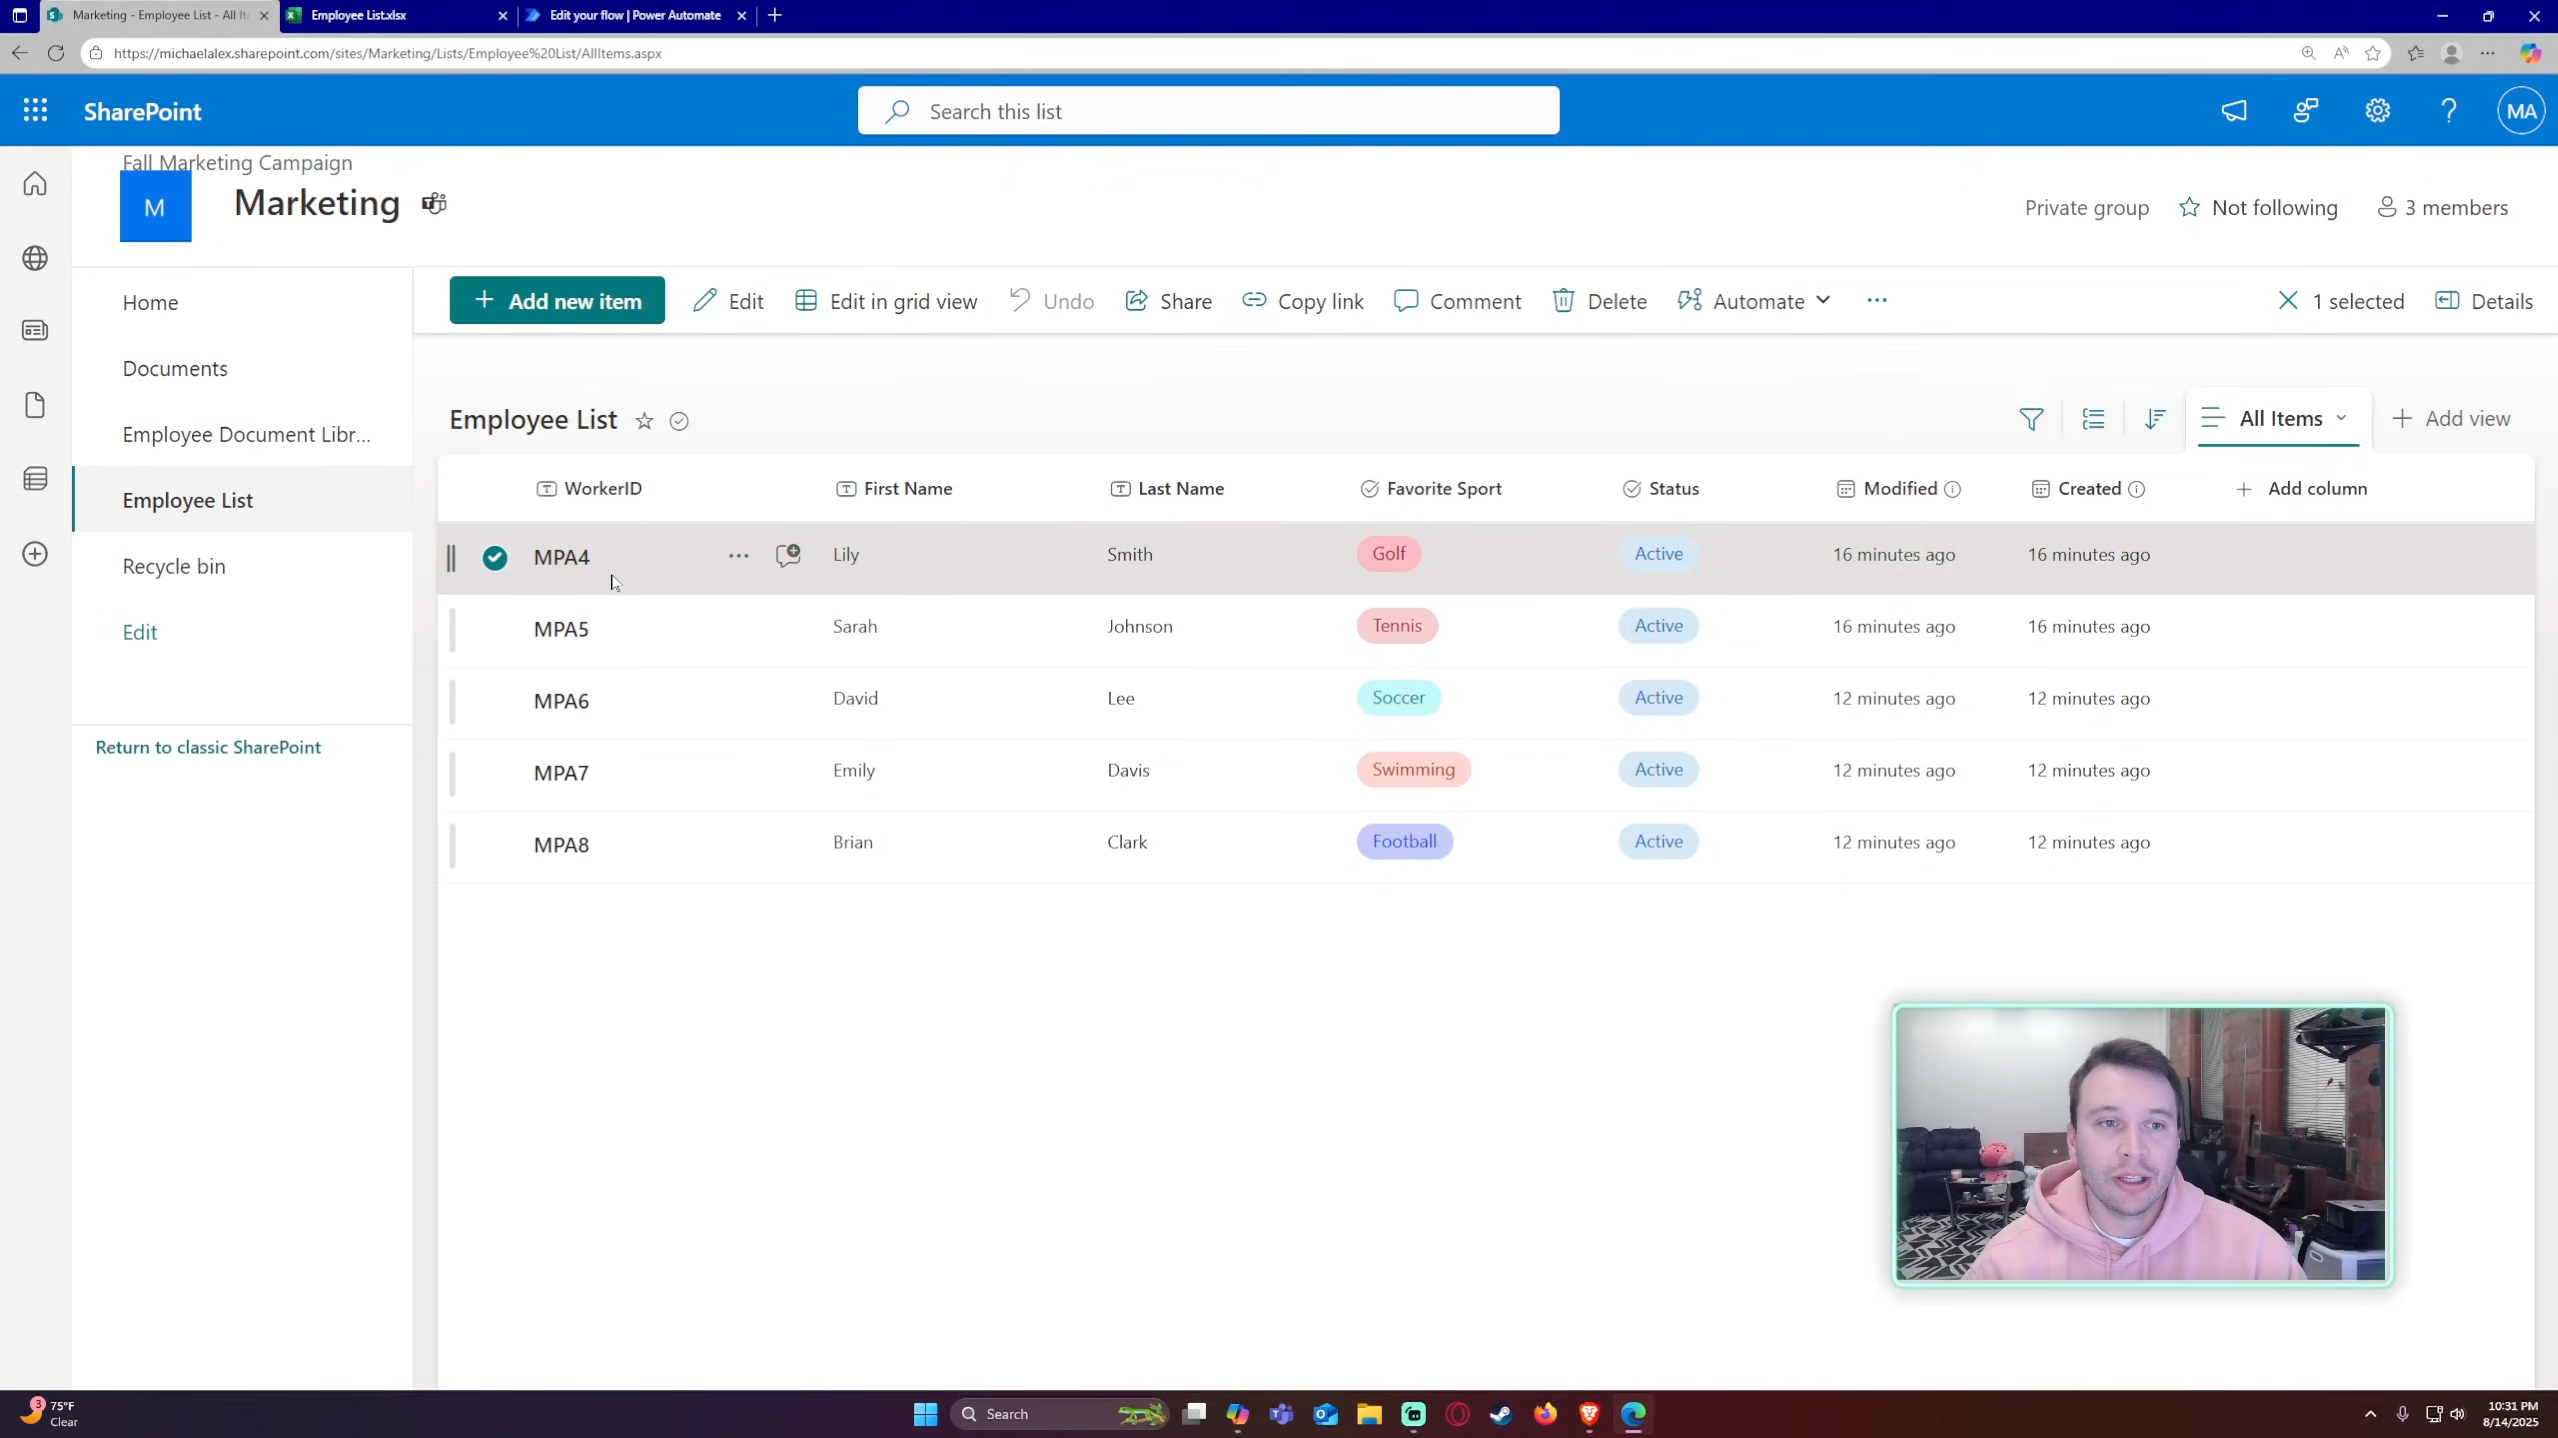 Marketing - Employee List - All It
Employee List.xlsx
Edit your flow | Power Automate
https://michaelalex.sharepoint.com/sites/Marketing/Lists/Employee%20List/AllItems.aspx
SharePoint
Search this list
MA
Fall Marketing Campaign
M
Marketing
Private group
Not following
3 members
Home
Documents
Employee Document Libr...
Employee List
Recycle bin
Edit
Return to classic SharePoint
Add new item
Edit
Edit in grid view
Undo
Share
Copy link
Comment
Delete
Automate
1 selected
Details
Employee List
All Items
Add view
WorkerID First Name Last Name Favorite Sport Status Modified Created Add column
MPA4 Lily Smith Golf Active 16 minutes ago 16 minutes ago
MPA5 Sarah Johnson Tennis Active 16 minutes ago 16 minutes ago
MPA6 David Lee Soccer Active 12 minutes ago 12 minutes ago
MPA7 Emily Davis Swimming Active 12 minutes ago 12 minutes ago
MPA8 Brian Clark Football Active 12 minutes ago 12 minutes ago
3
75°F
Clear
Search
10:31 PM
8/14/2025